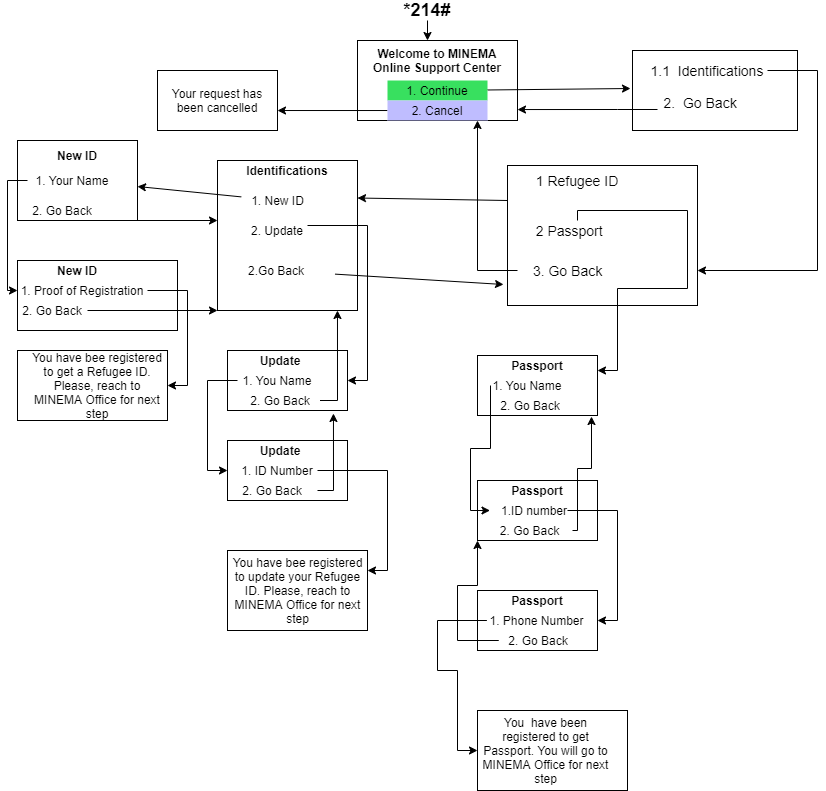 *214#
Welcome to MINEMA
Online Support Center
1. Continue
2. Cancel
Your request has
been cancelled
1.1 Identifications
2. Go Back
New ID
1. Your Name
2. Go Back
Identifications
1. New ID
2. Update
2.Go Back
1 Refugee ID
2 Passport
3. Go Back
New ID
1. Proof of Registration
2. Go Back
You have bee registered
to get a Refugee ID.
Please, reach to
MINEMA Office for next
step
Update
1. You Name
2. Go Back
Update
1. ID Number
2. Go Back
You have bee registered
to update your Refugee
ID. Please, reach to
MINEMA Office for next
step
Passport
1. You Name
2. Go Back
Passport
1.ID number
2. Go Back
Passport
1. Phone Number
2. Go Back
You have been
registered to get
Passport. You will go to
MINEMA Office for next
step